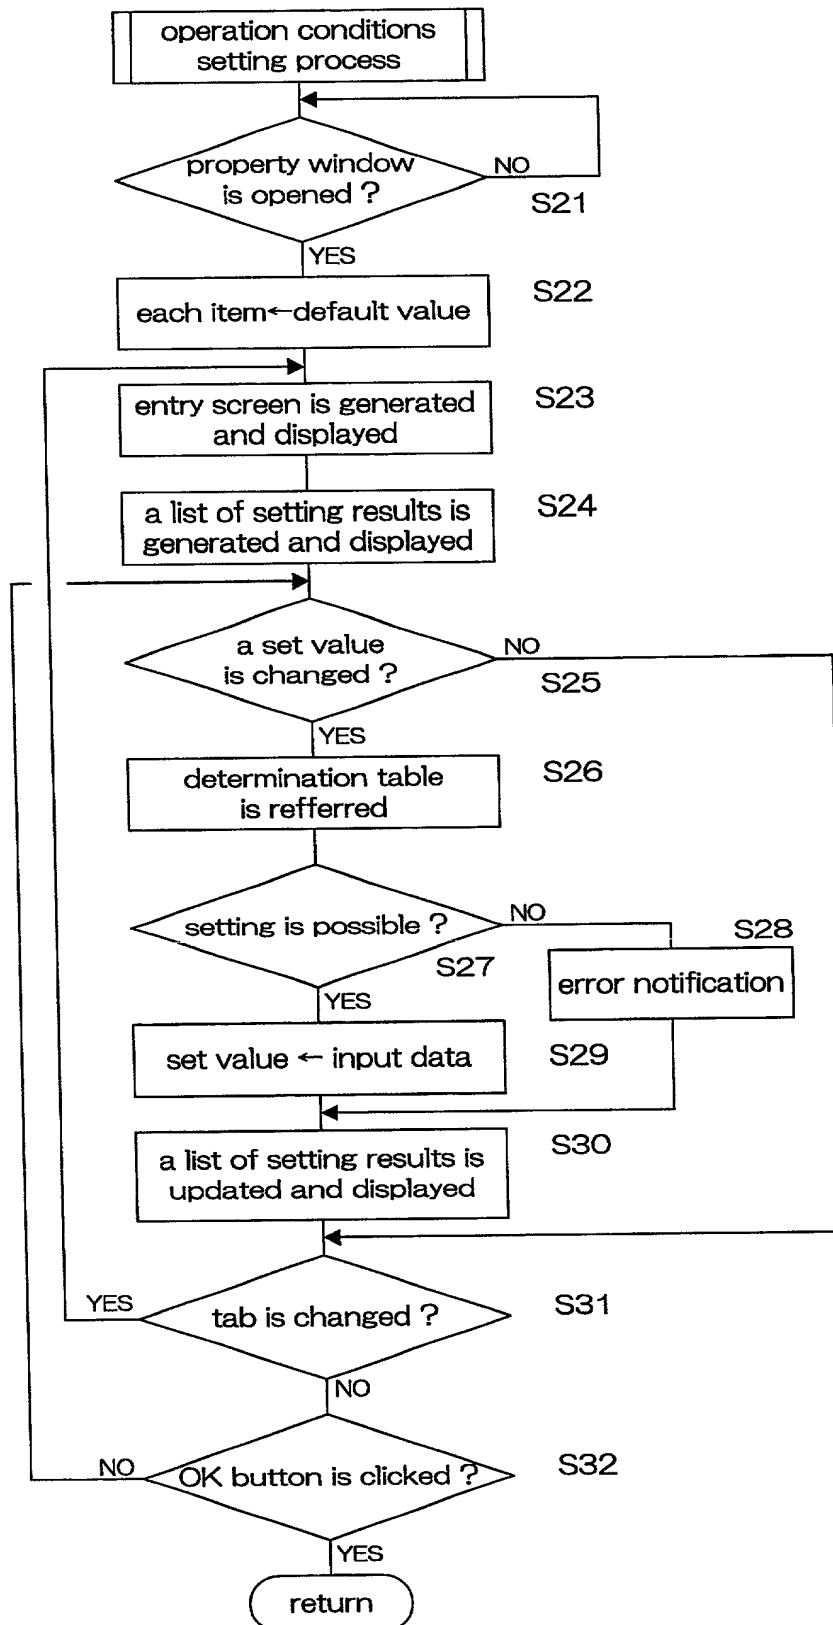 operation conditions
setting process
property window
is opened ?
NO
S21
YES
S22
each item←default value
S23
entry screen is generated
and displayed
S24
a list of setting results is
generated and displayed
a set value
is changed ?
NO
S25
YES
S26
determination table
is refferred
setting is possible ?
NO
S28
S27
error notification
YES
set value ← input data
S29
S30
a list of setting results is
updated and displayed
YES
tab is changed ?
S31
NO
NO
OK button is clicked ?
S32
YES
return